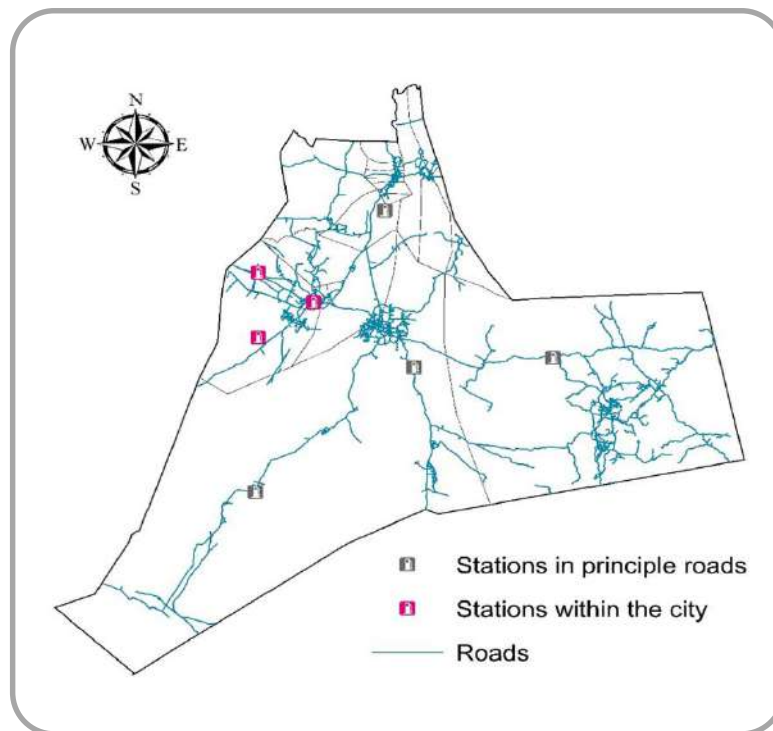 N
W E
S
Stations in principle roads
Stations within the city
Roads